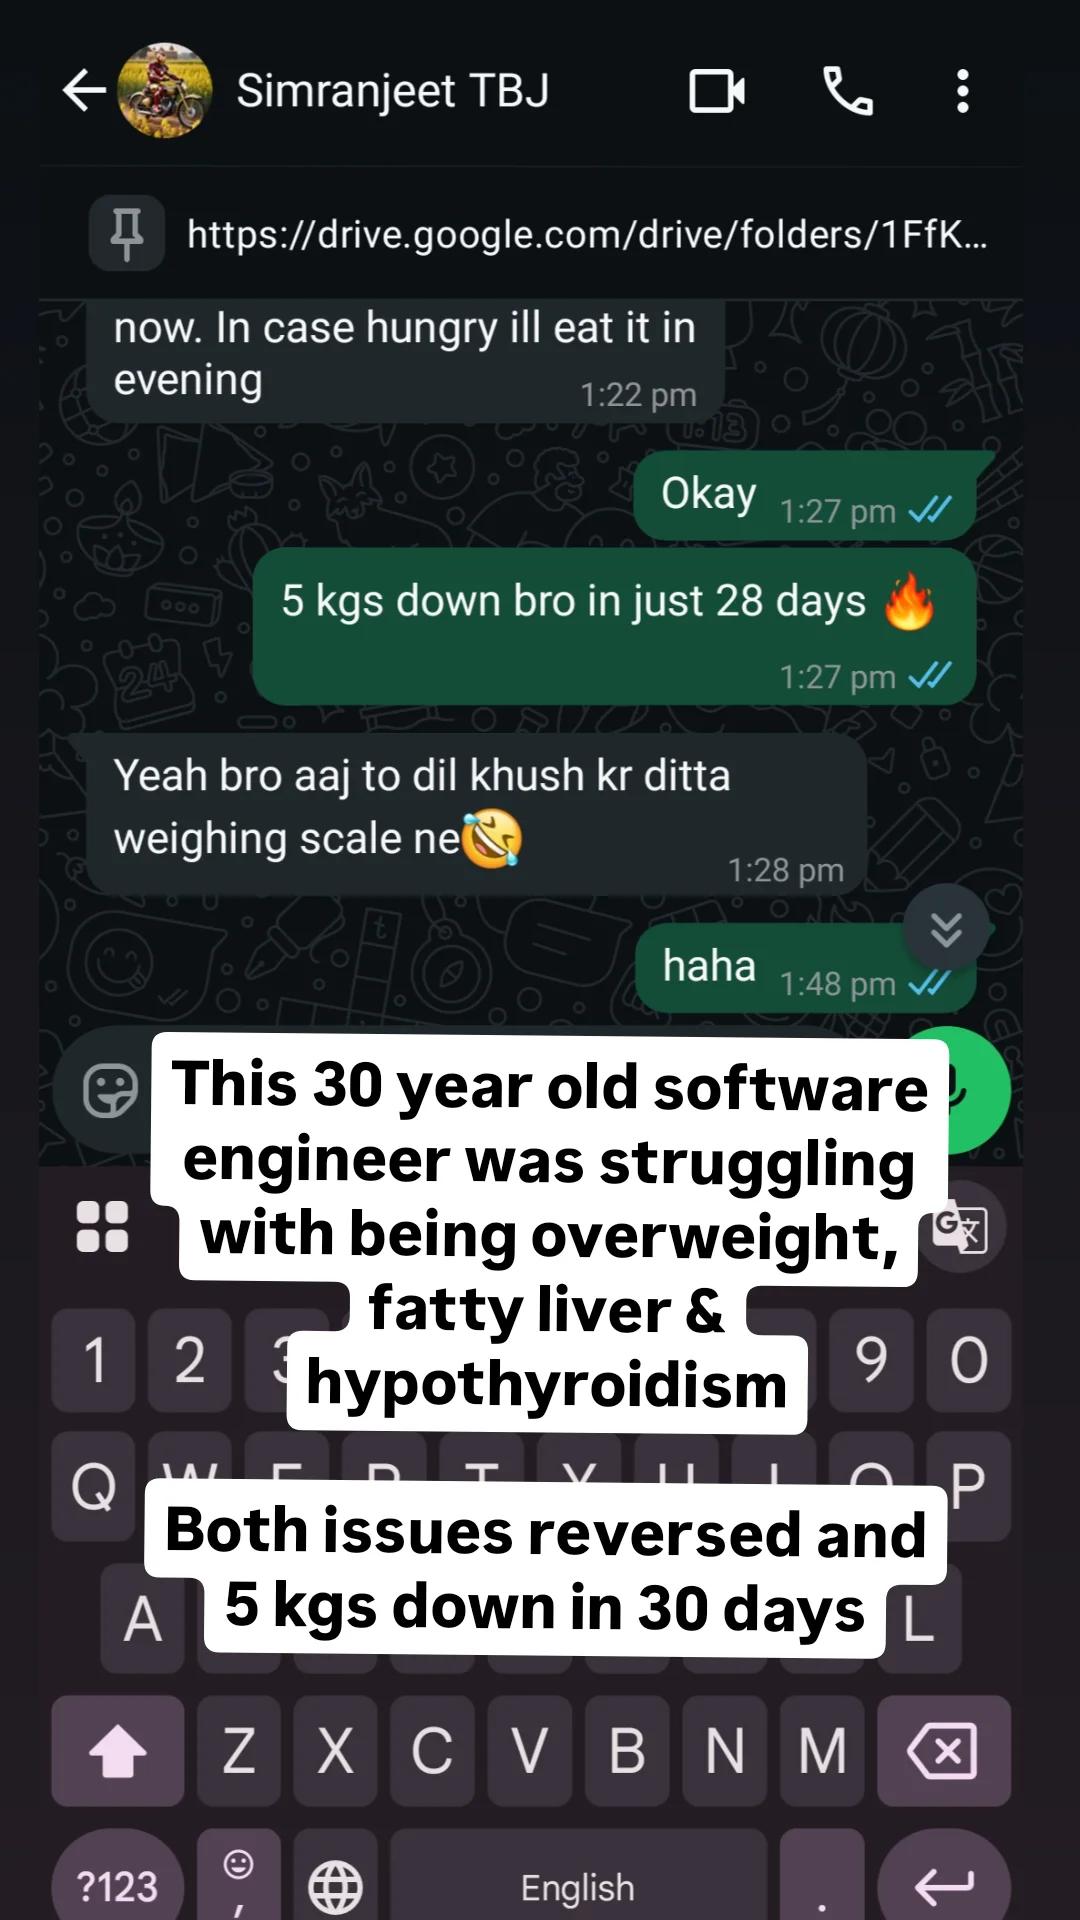 Simranjeet TBJ
https://drive.google.com/drive/folders/1FfK...
now. In case hungry ill eat it in
evening
1:22 pm
Okay
1:27 pm
5 kgs down bro in just 28 days 🔥
1:27 pm
Yeah bro aaj to dil khush kr ditta
weighing scale ne🤣
1:28 pm
haha
1:48 pm
This 30 year old software
engineer was struggling
with being overweight,
fatty liver &
hypothyroidism
1 2 3 9 0
Q W E R T Y U I O P
Both issues reversed and
5 kgs down in 30 days
A L
Z X C V B N M
?123 , English .